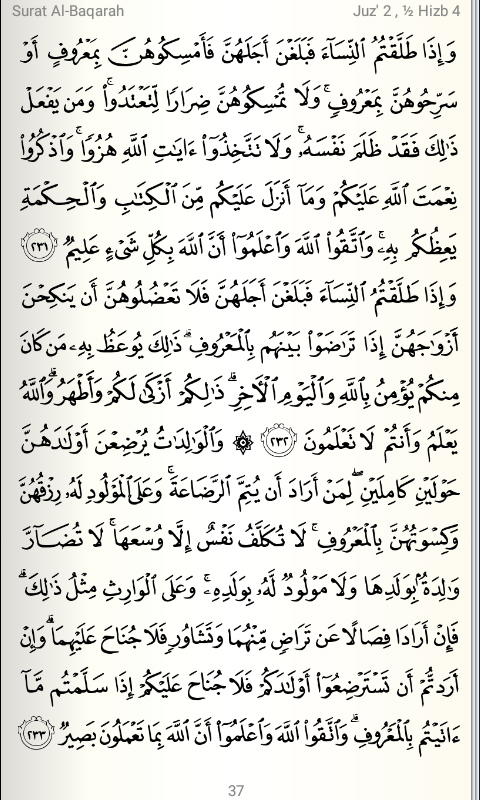 Surat Al-Baqarah Juz' 2 , ½ Hizb 4
وَإِذَا طَلَّقْتُمُ ٱلنِّسَآءَ فَبَلَغْنَ أَجَلَهُنَّ فَأَمْسِكُوهُنَّ بِمَعْرُوفٍ أَوْ
سَرِّحُوهُنَّ بِمَعْرُوفٍۚ وَلَا تُمْسِكُوهُنَّ ضِرَارًا لِّتَعْتَدُوا۟ۚ وَمَن يَفْعَلْ
ذَٰلِكَ فَقَدْ ظَلَمَ نَفْسَهُۥۚ وَلَا تَتَّخِذُوٓا۟ ءَايَٰتِ ٱللَّهِ هُزُوًاۚ وَٱذْكُرُوا۟
نِعْمَتَ ٱللَّهِ عَلَيْكُمْ وَمَآ أَنزَلَ عَلَيْكُم مِّنَ ٱلْكِتَٰبِ وَٱلْحِكْمَةِ
يَعِظُكُم بِهِۦۚ وَٱتَّقُوا۟ ٱللَّهَ وَٱعْلَمُوٓا۟ أَنَّ ٱللَّهَ بِكُلِّ شَىْءٍ عَلِيمٌ ٢٣١
وَإِذَا طَلَّقْتُمُ ٱلنِّسَآءَ فَبَلَغْنَ أَجَلَهُنَّ فَلَا تَعْضُلُوهُنَّ أَن يَنكِحْنَ
أَزْوَٰجَهُنَّ إِذَا تَرَٰضَوْا۟ بَيْنَهُم بِٱلْمَعْرُوفِۗ ذَٰلِكَ يُوعَظُ بِهِۦ مَن كَانَ
مِنكُمْ يُؤْمِنُ بِٱللَّهِ وَٱلْيَوْمِ ٱلْءَاخِرِۗ ذَٰلِكُمْ أَزْكَىٰ لَكُمْ وَأَطْهَرُۗ وَٱللَّهُ
يَعْلَمُ وَأَنتُمْ لَا تَعْلَمُونَ ٢٣٢ ۞ وَٱلْوَٰلِدَٰتُ يُرْضِعْنَ أَوْلَٰدَهُنَّ
حَوْلَيْنِ كَامِلَيْنِۖ لِمَنْ أَرَادَ أَن يُتِمَّ ٱلرَّضَاعَةَۚ وَعَلَى ٱلْمَوْلُودِ لَهُۥ رِزْقُهُنَّ
وَكِسْوَتُهُنَّ بِٱلْمَعْرُوفِۚ لَا تُكَلَّفُ نَفْسٌ إِلَّا وُسْعَهَاۚ لَا تُضَآرَّ
وَٰلِدَةٌۢ بِوَلَدِهَا وَلَا مَوْلُودٌ لَّهُۥ بِوَلَدِهِۦۚ وَعَلَى ٱلْوَارِثِ مِثْلُ ذَٰلِكَۗ
فَإِنْ أَرَادَا فِصَالًا عَن تَرَاضٍ مِّنْهُمَا وَتَشَاوُرٍ فَلَا جُنَاحَ عَلَيْهِمَاۗ وَإِنْ
أَرَدتُّمْ أَن تَسْتَرْضِعُوٓا۟ أَوْلَٰدَكُمْ فَلَا جُنَاحَ عَلَيْكُمْ إِذَا سَلَّمْتُم مَّآ
ءَاتَيْتُم بِٱلْمَعْرُوفِۗ وَٱتَّقُوا۟ ٱللَّهَ وَٱعْلَمُوٓا۟ أَنَّ ٱللَّهَ بِمَا تَعْمَلُونَ بَصِيرٌ ٢٣٣
37